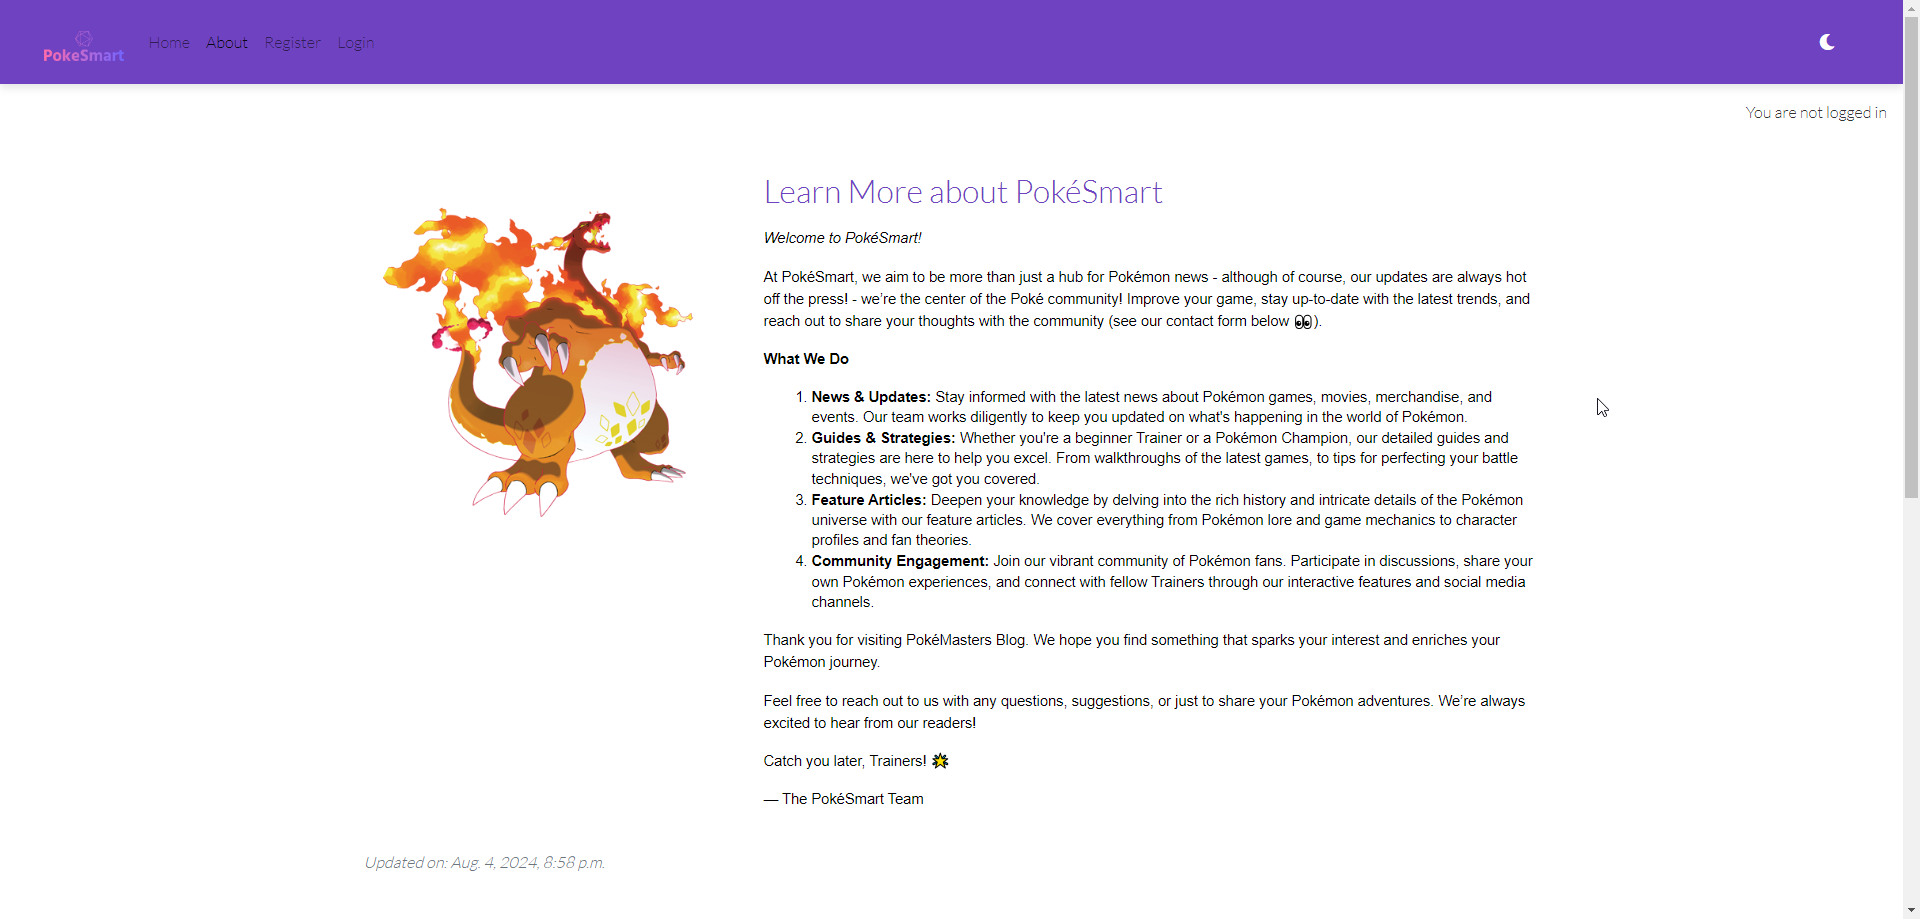 PokeSmart
Home About Register Login
You are not logged in
Learn More about PokéSmart
Welcome to PokéSmart!
At PokéSmart, we aim to be more than just a hub for Pokémon news - although of course, our updates are always hot
off the press! - we’re the center of the Poké community! Improve your game, stay up-to-date with the latest trends, and
reach out to share your thoughts with the community (see our contact form below 👀).
What We Do
1. News & Updates: Stay informed with the latest news about Pokémon games, movies, merchandise, and
events. Our team works diligently to keep you updated on what's happening in the world of Pokémon.
2. Guides & Strategies: Whether you're a beginner Trainer or a Pokémon Champion, our detailed guides and
strategies are here to help you excel. From walkthroughs of the latest games, to tips for perfecting your battle
techniques, we've got you covered.
3. Feature Articles: Deepen your knowledge by delving into the rich history and intricate details of the Pokémon
universe with our feature articles. We cover everything from Pokémon lore and game mechanics to character
profiles and fan theories.
4. Community Engagement: Join our vibrant community of Pokémon fans. Participate in discussions, share your
own Pokémon experiences, and connect with fellow Trainers through our interactive features and social media
channels.
Thank you for visiting PokéMasters Blog. We hope you find something that sparks your interest and enriches your
Pokémon journey.
Feel free to reach out to us with any questions, suggestions, or just to share your Pokémon adventures. We’re always
excited to hear from our readers!
Catch you later, Trainers! 🌟
— The PokéSmart Team
Updated on: Aug. 4, 2024, 8:58 p.m.